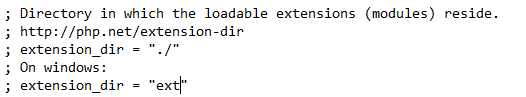 ; Directory in which the loadable extensions (modules) reside.
; http://php.net/extension-dir
; extension_dir = "./"
; On windows:
; extension_dir = "ext"